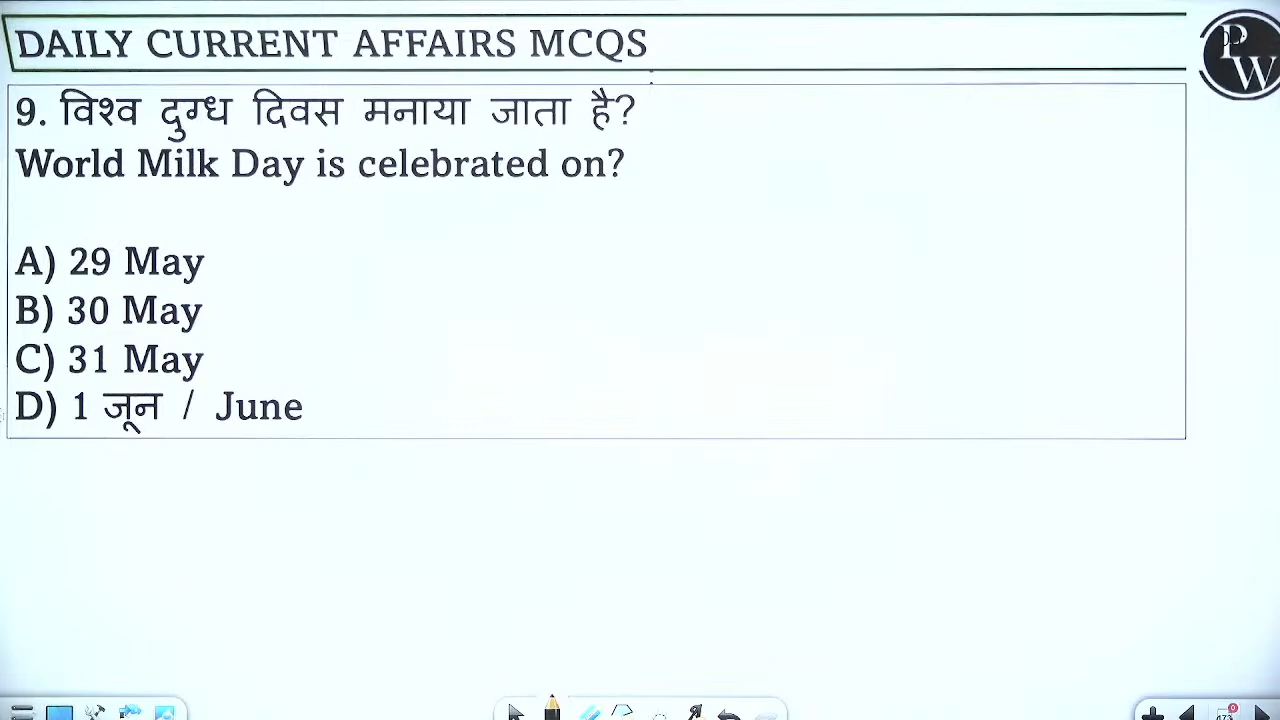 DAILY CURRENT AFFAIRS MCQS
PW
9. विश्व दुग्ध दिवस मनाया जाता है?
World Milk Day is celebrated on?
A) 29 May
B) 30 May
C) 31 May
D) 1 जून / June